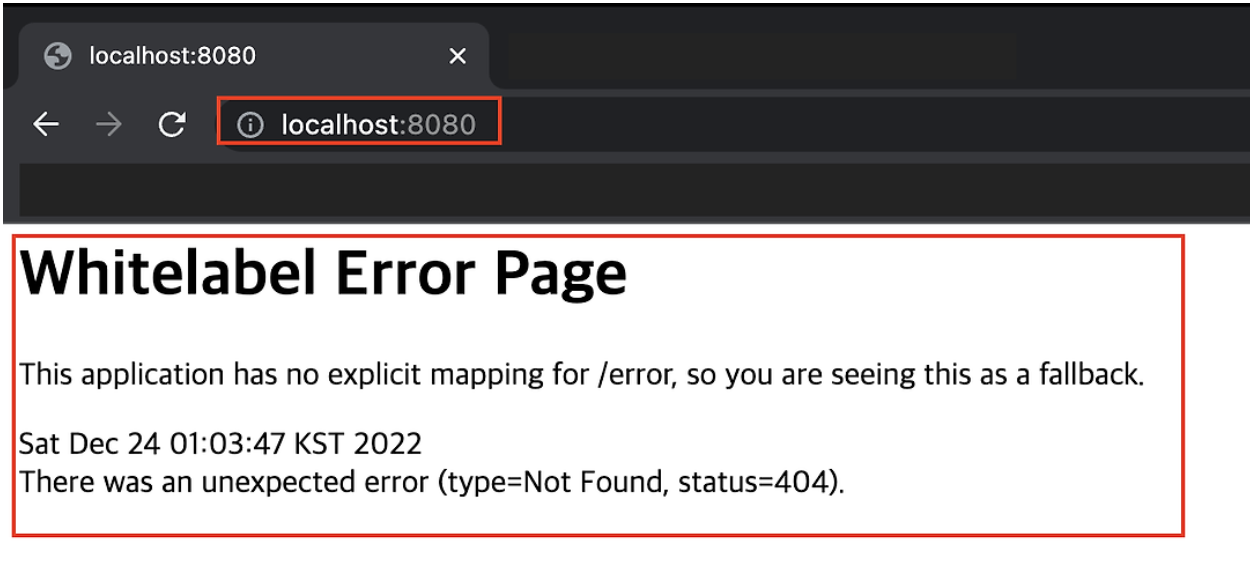 localhost:8080
localhost:8080
Whitelabel Error Page
This application has no explicit mapping for /error, so you are seeing this as a fallback.
Sat Dec 24 01:03:47 KST 2022
There was an unexpected error (type=Not Found, status=404).